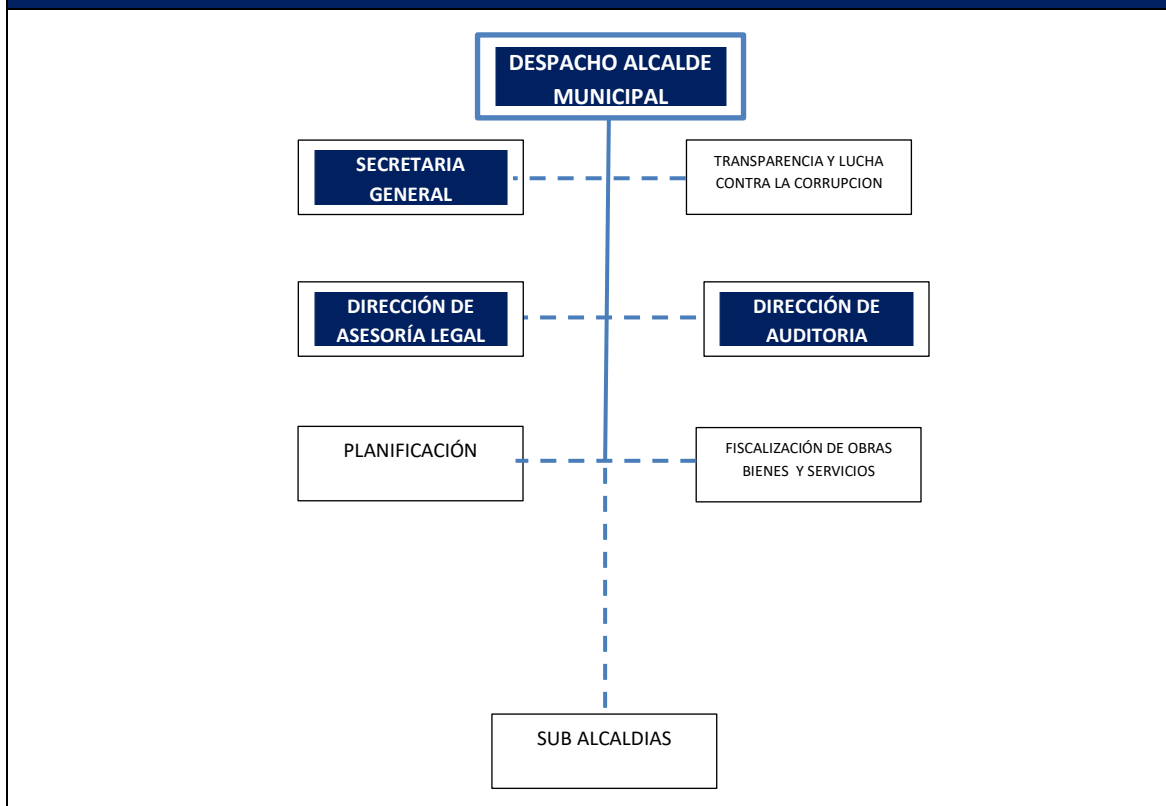 DESPACHO ALCALDE
MUNICIPAL
SECRETARIA
GENERAL
TRANSPARENCIA Y LUCHA
CONTRA LA CORRUPCION
DIRECCIÓN DE
ASESORÍA LEGAL
DIRECCIÓN DE
AUDITORIA
PLANIFICACIÓN
FISCALIZACIÓN DE OBRAS
BIENES Y SERVICIOS
SUB ALCALDIAS